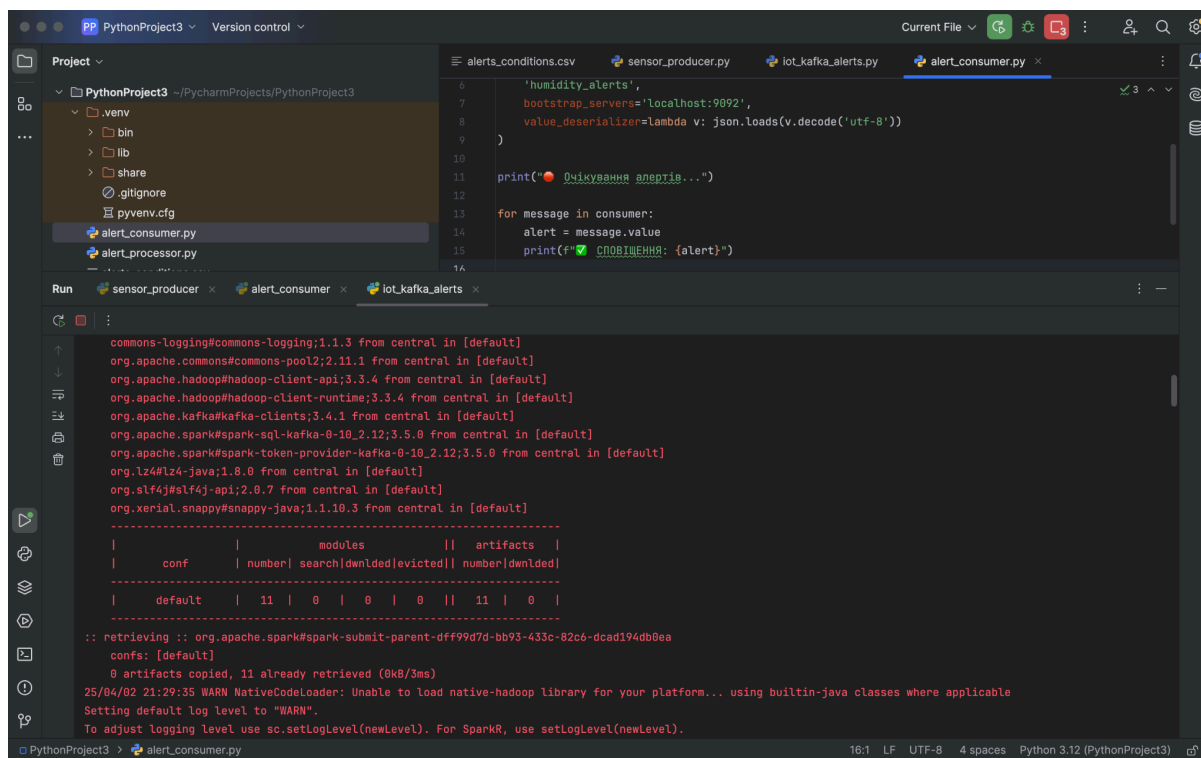 PP PythonProject3 Version control Current File 3
Project
alerts_conditions.csv sensor_producer.py iot_kafka_alerts.py alert_consumer.py
PythonProject3 ~/PycharmProjects/PythonProject3
.venv
bin
lib
share
.gitignore
pyvenv.cfg
alert_consumer.py
alert_processor.py
6 'humidity_alerts',
7 bootstrap_servers='localhost:9092',
8 value_deserializer=lambda v: json.loads(v.decode('utf-8'))
9 )
10
11 print("🔴 Очікування алертів...")
12
13 for message in consumer:
14 alert = message.value
15 print(f"✅ СПОВІЩЕННЯ: {alert}")
16
3
Run sensor_producer alert_consumer iot_kafka_alerts
commons-logging#commons-logging;1.1.3 from central in [default]
org.apache.commons#commons-pool2;2.11.1 from central in [default]
org.apache.hadoop#hadoop-client-api;3.3.4 from central in [default]
org.apache.hadoop#hadoop-client-runtime;3.3.4 from central in [default]
org.apache.kafka#kafka-clients;3.4.1 from central in [default]
org.apache.spark#spark-sql-kafka-0-10_2.12;3.5.0 from central in [default]
org.apache.spark#spark-token-provider-kafka-0-10_2.12;3.5.0 from central in [default]
org.lz4#lz4-java;1.8.0 from central in [default]
org.slf4j#slf4j-api;2.0.7 from central in [default]
org.xerial.snappy#snappy-java;1.1.10.3 from central in [default]
---------------------------------------------------------------------
| | modules || artifacts |
| conf | number| search|dwnlded|evicted|| number|dwnlded|
---------------------------------------------------------------------
| default | 11 | 0 | 0 | 0 || 11 | 0 |
---------------------------------------------------------------------
:: retrieving :: org.apache.spark#spark-submit-parent-dff99d7d-bb93-433c-82c6-dcad194db0ea
confs: [default]
0 artifacts copied, 11 already retrieved (0kB/3ms)
25/04/02 21:29:35 WARN NativeCodeLoader: Unable to load native-hadoop library for your platform... using builtin-java classes where applicable
Setting default log level to "WARN".
To adjust logging level use sc.setLogLevel(newLevel). For SparkR, use setLogLevel(newLevel).
PythonProject3 > alert_consumer.py 16:1 LF UTF-8 4 spaces Python 3.12 (PythonProject3)